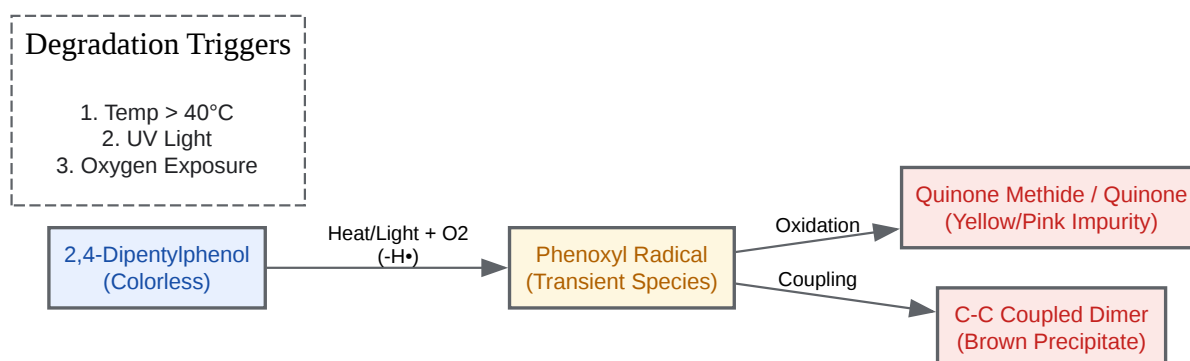 Degradation Triggers
1. Temp > 40°C
2. UV Light
3. Oxygen Exposure
2,4-Dipentylphenol
(Colorless)
Heat/Light + O2
(-H•)
Phenoxyl Radical
(Transient Species)
Oxidation
Coupling
Quinone Methide / Quinone
(Yellow/Pink Impurity)
C-C Coupled Dimer
(Brown Precipitate)